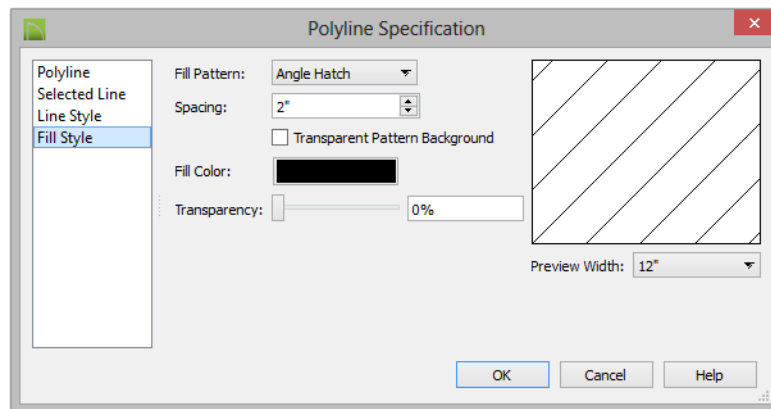 Polyline Specification
Polyline
Selected Line
Line Style
Fill Style
Fill Pattern: Angle Hatch
Spacing: 2"
Transparent Pattern Background
Fill Color:
Transparency: 0%
Preview Width: 12"
OK Cancel Help